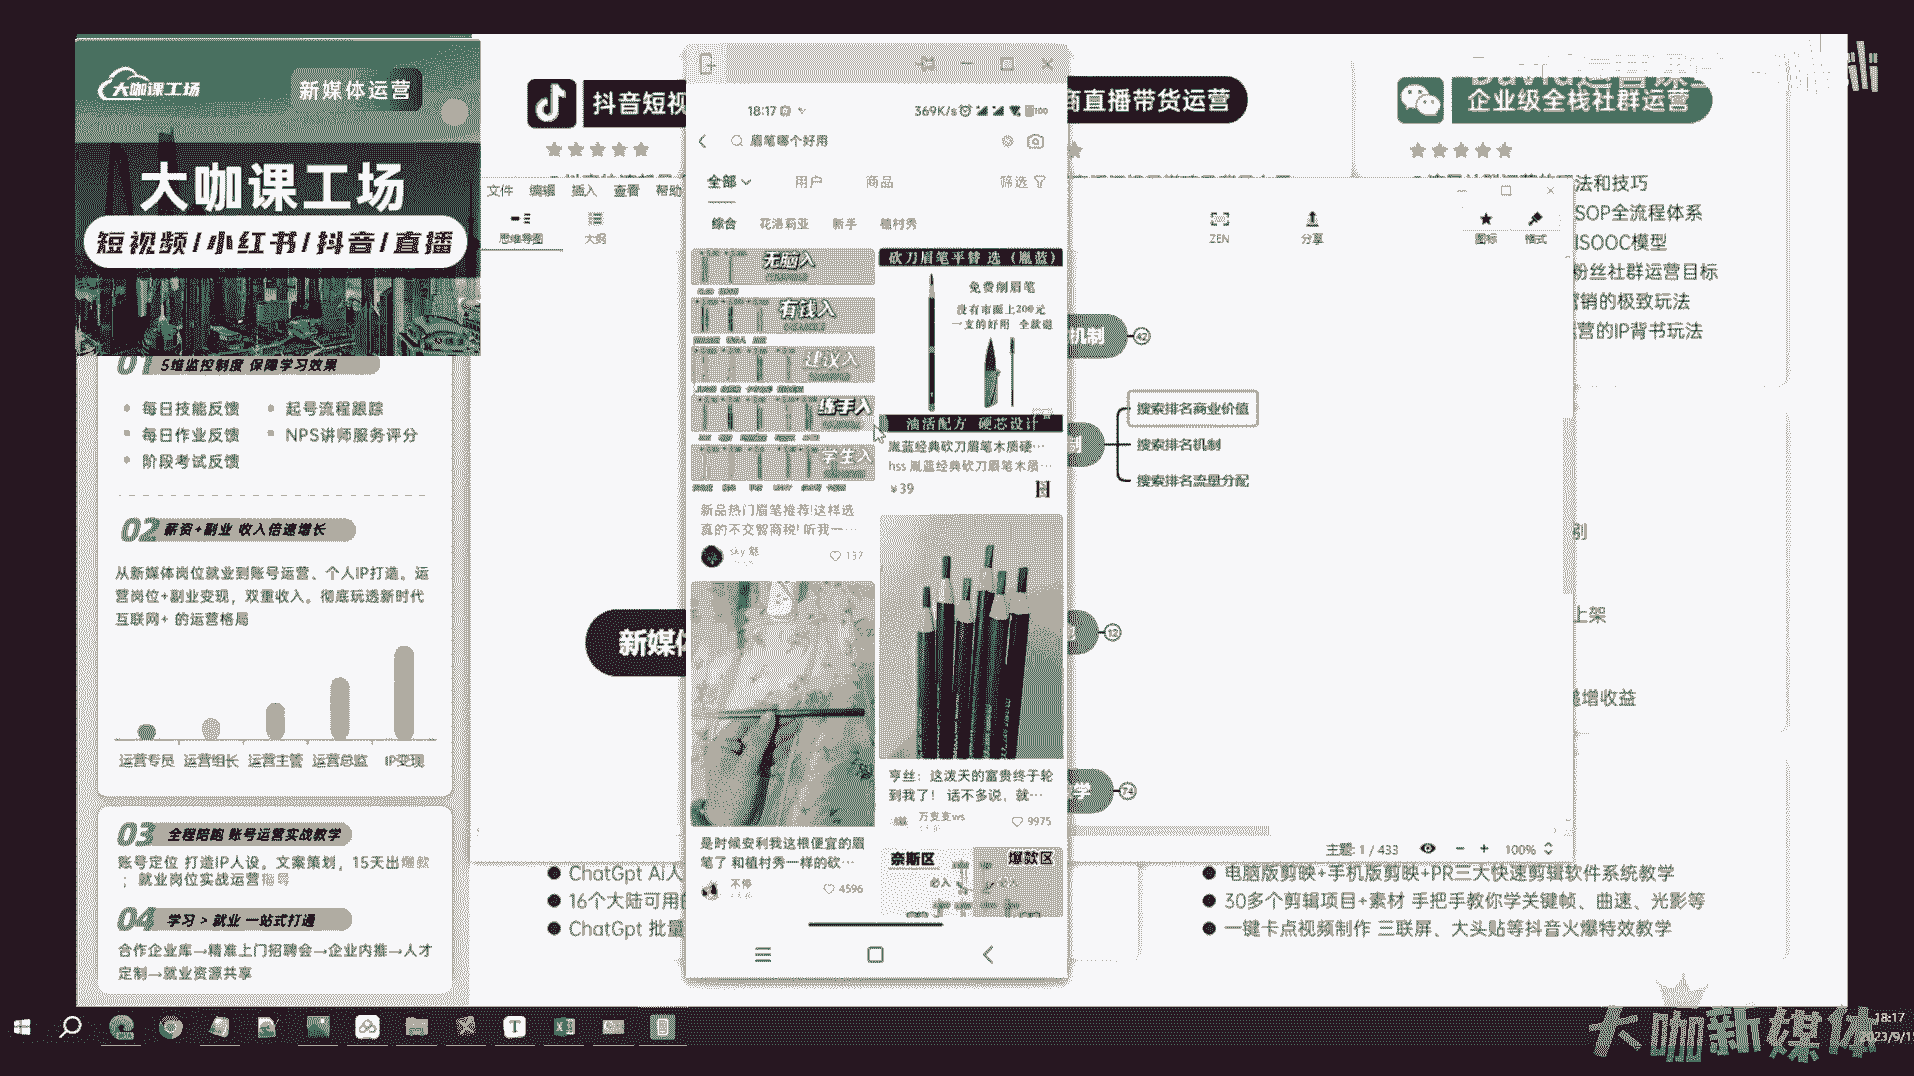 大咖课工场
新媒体运营
大咖课工场
短视频/小红书/抖音/直播
01 5维监控制度 保障学习效果
每日技能反馈
起号流程跟踪
每日作业反馈
NPS讲师服务评分
阶段考试反馈
02 薪资+副业 收入倍速增长
从新媒体岗位就业到账号运营、个人IP打造。运
营岗位+副业变现，双重收入。彻底玩透新时代
互联网+ 的运营格局
运营专员 运营组长 运营主管 运营总监 IP变现
03 全程陪跑 账号运营实战教学
账号定位 打造IP人设，文案策划，15天出爆款
；就业岗位实战运营指导
04 学习 > 就业 一站式打通
合作企业库→精准上门招聘会→企业内推→人才
定制→就业资源共享
抖音短视
商直播带货运营
企业级全栈社群运营
法和技巧
SOP全流程体系
ISOOC模型
粉丝社群运营目标
营销的极致玩法
营的IP背书玩法
文件 编辑 插入 查看 帮助
思维导图
大纲
ZEN
分享
图标
格式
机制
42
搜索排名商业价值
搜索排名机制
搜索排名流量分配
新媒体
12
学
74
上架
递增收益
主题: 1 / 433
100%
18:17
369K/s
100
眉笔哪个好用
全部
用户
商品
筛选
综合
花洛莉亚
新手
植村秀
无脑入
有钱入
建议入
练手入
学生入
新品热门眉笔推荐!这样选
真的不交智商税! 听我一…
sky 魅
137
砍刀眉笔平替 选（胤蓝）
免费削眉笔
没有市面上200元
一支的好用 全款退
油活配方 硬芯设计
胤蓝经典砍刀眉笔木质硬…
hss 胤蓝经典砍刀眉笔木质…
¥39
亨丝：这泼天的富贵终于轮
到我了！ 话不多说，就…
万支支ws
9975
是时候安利我这根便宜的眉
笔了 和植村秀一样的砍…
不停
4596
奈斯区
爆款区
必入
ChatGpt Ai人
16个大陆可用的
ChatGpt 批量
电脑版剪映+手机版剪映+PR三大快速剪辑软件系统教学
30多个剪辑项目+素材 手把手教你学关键帧、曲速、光影等
一键卡点视频制作 三联屏、大头贴等抖音火爆特效教学
大咖新媒体
18:17